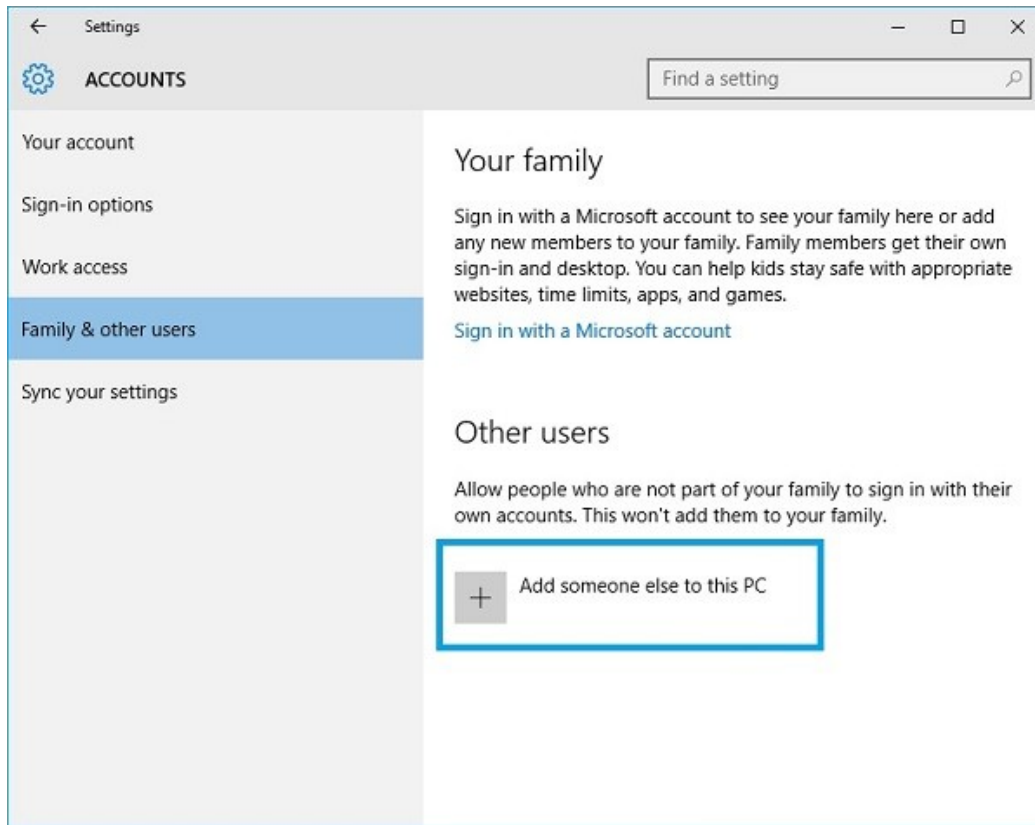 Settings
ACCOUNTS
Find a setting
Your account
Sign-in options
Work access
Family & other users
Sync your settings
Your family
Sign in with a Microsoft account to see your family here or add
any new members to your family. Family members get their own
sign-in and desktop. You can help kids stay safe with appropriate
websites, time limits, apps, and games.
Sign in with a Microsoft account
Other users
Allow people who are not part of your family to sign in with their
own accounts. This won't add them to your family.
Add someone else to this PC